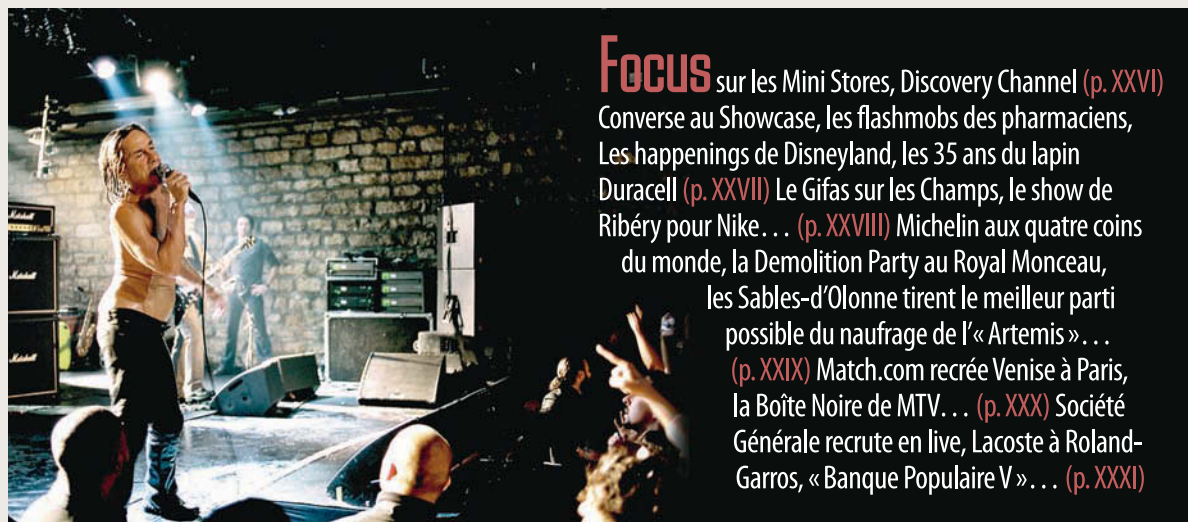 Focus sur les Mini Stores, Discovery Channel (p. XXVI)
Converse au Showcase, les flashmobs des pharmaciens,
Les happenings de Disneyland, les 35 ans du lapin
Duracell (p. XXVII) Le Gifas sur les Champs, le show de
Ribéry pour Nike… (p. XXVIII) Michelin aux quatre coins
du monde, la Demolition Party au Royal Monceau,
les Sables-d’Olonne tirent le meilleur parti
possible du naufrage de l’« Artemis »…
(p. XXIX) Match.com recrée Venise à Paris,
la Boîte Noire de MTV… (p. XXX) Société
Générale recrute en live, Lacoste à Roland-
Garros, « Banque Populaire V »… (p. XXXI)
Marshall
Marshall
Marshall
Marshall